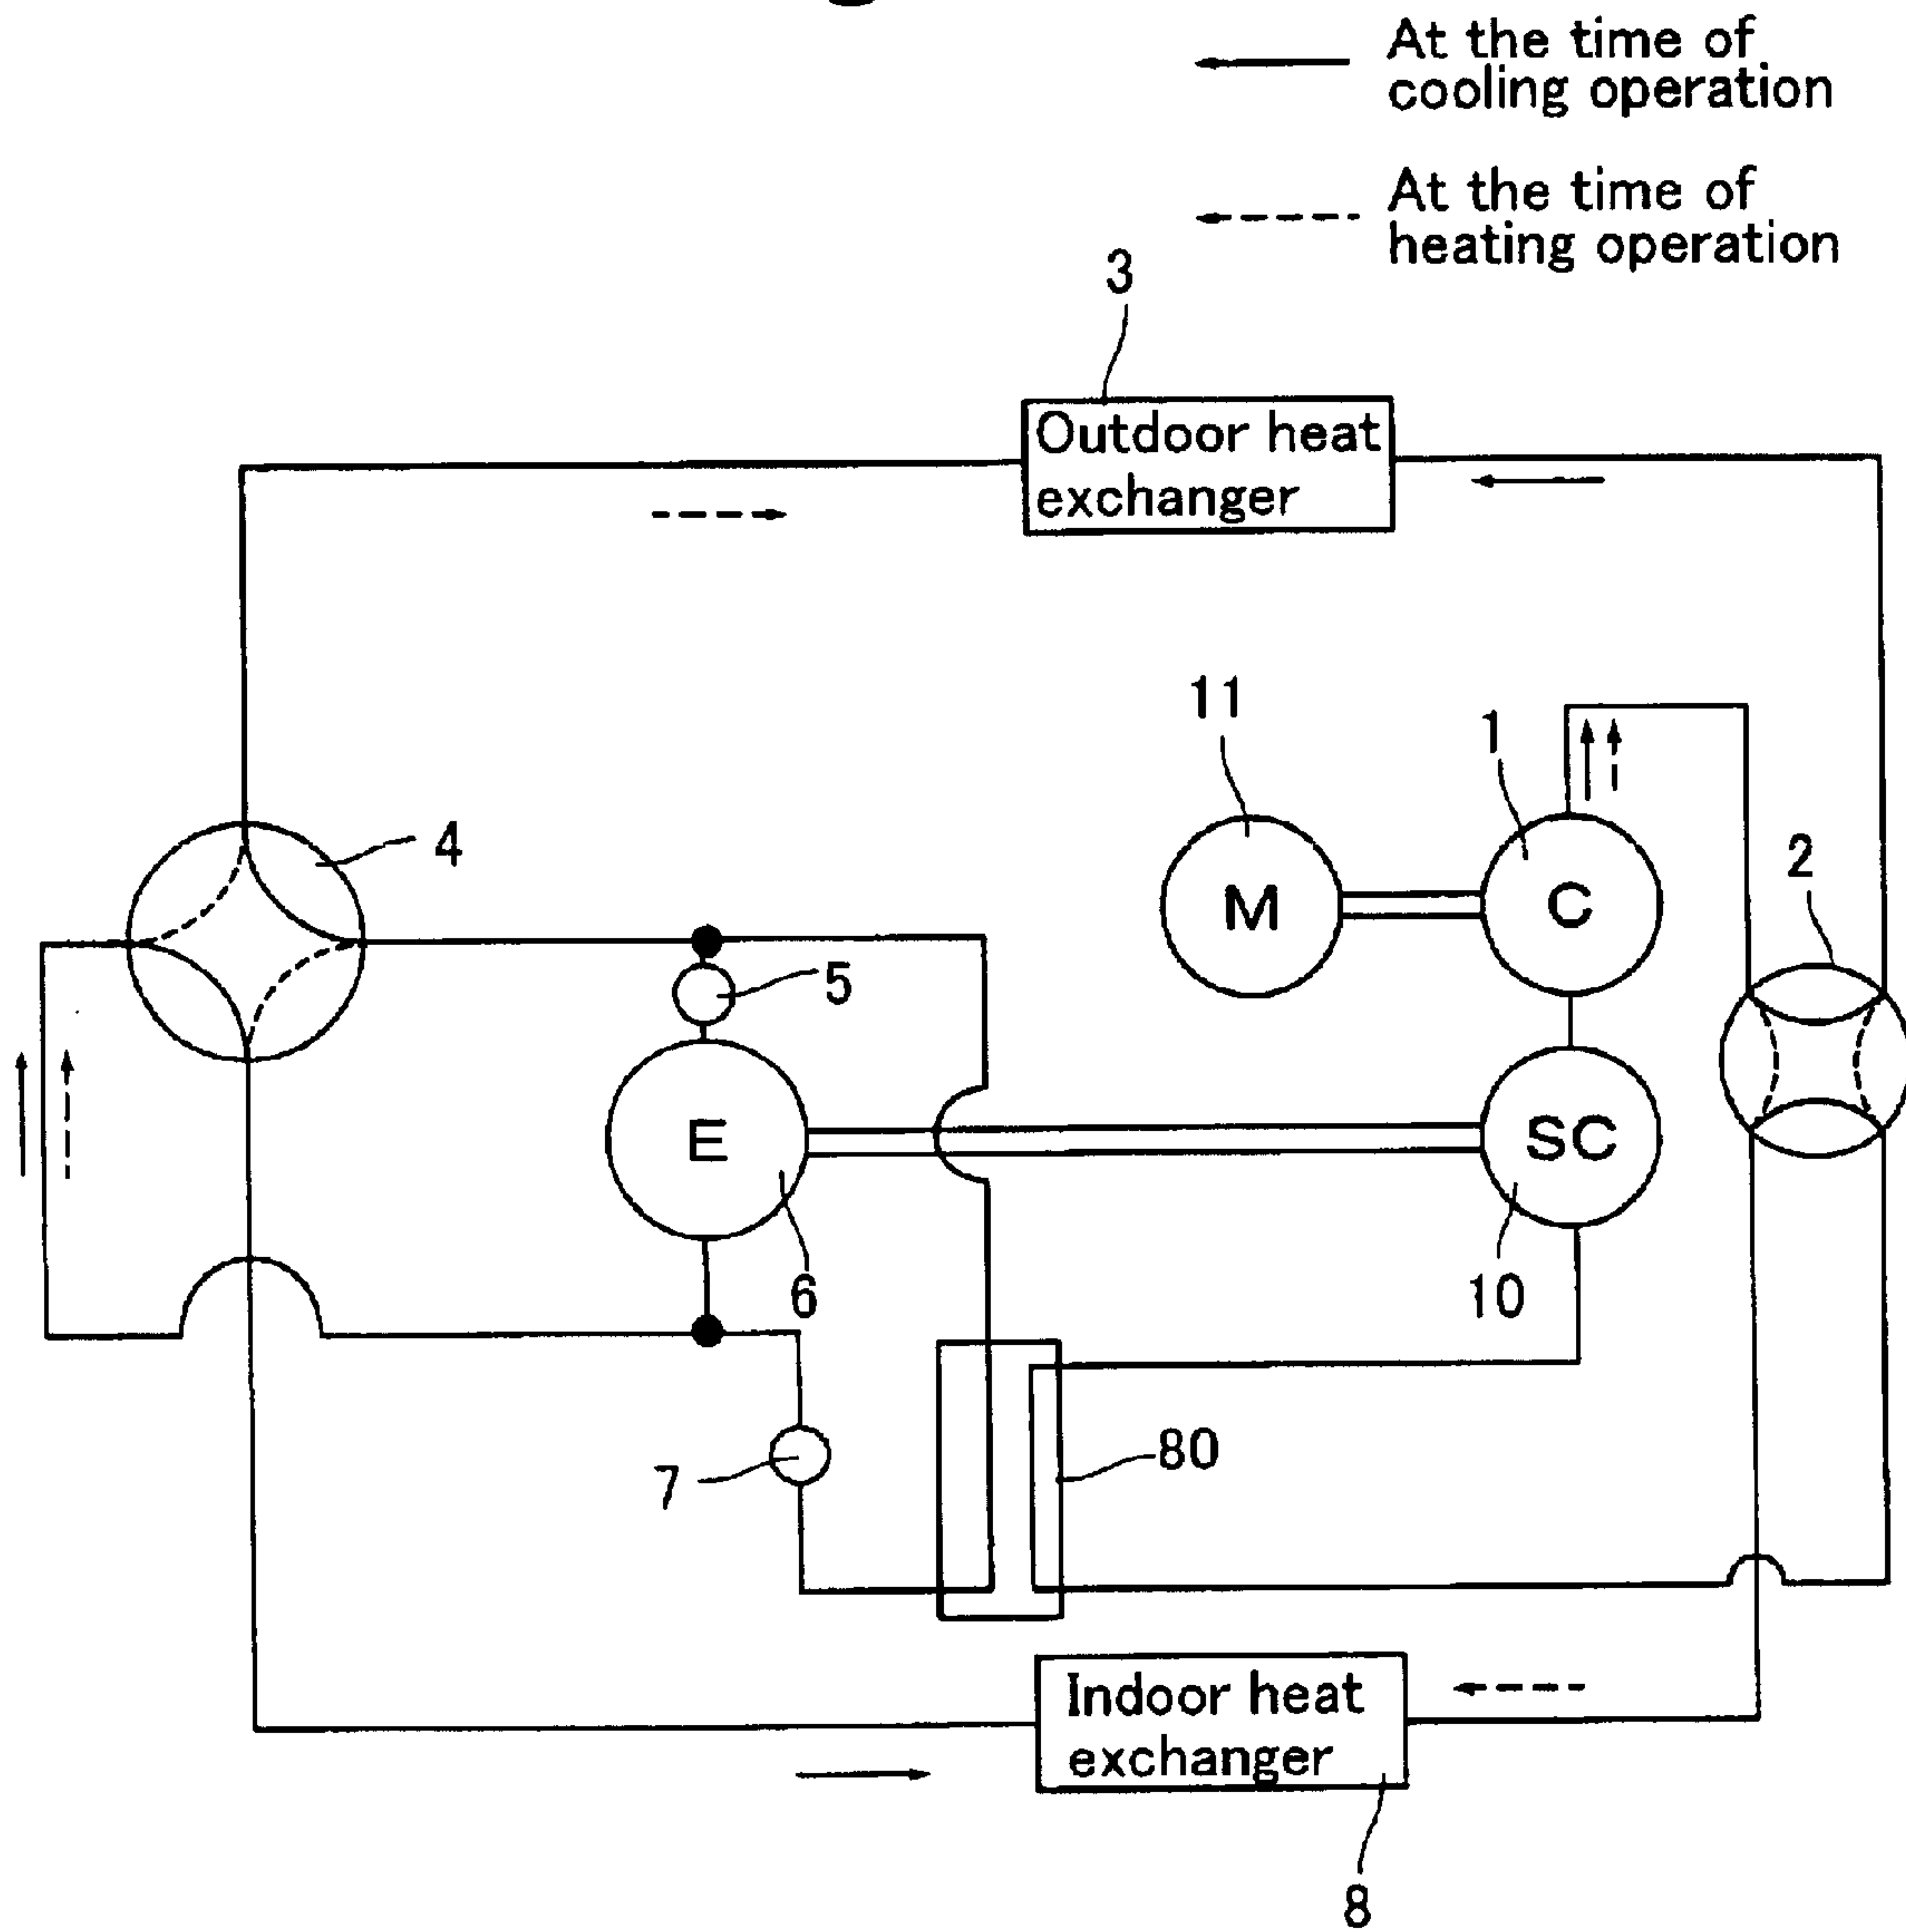 At the time of
cooling operation
At the time of
heating operation
3
Outdoor heat
exchanger
11
1
2
4
M
C
5
E
SC
6
10
7
80
Indoor heat
exchanger
8